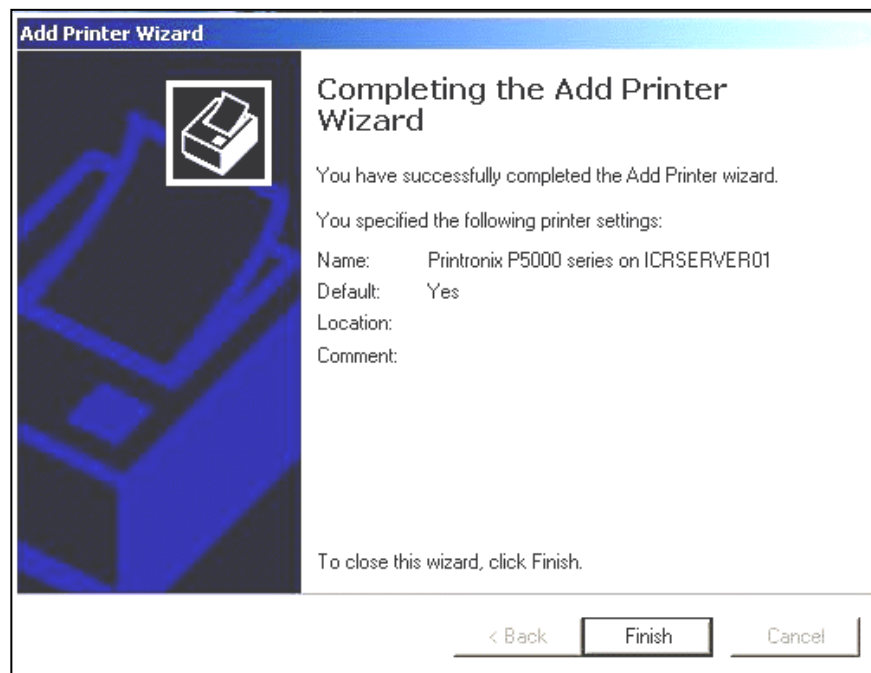 Add Printer Wizard
Completing the Add Printer
Wizard
You have successfully completed the Add Printer wizard.
You specified the following printer settings:
Name: Printronix P5000 series on ICRSERVER01
Default: Yes
Location:
Comment:
To close this wizard, click Finish.
< Back Finish Cancel